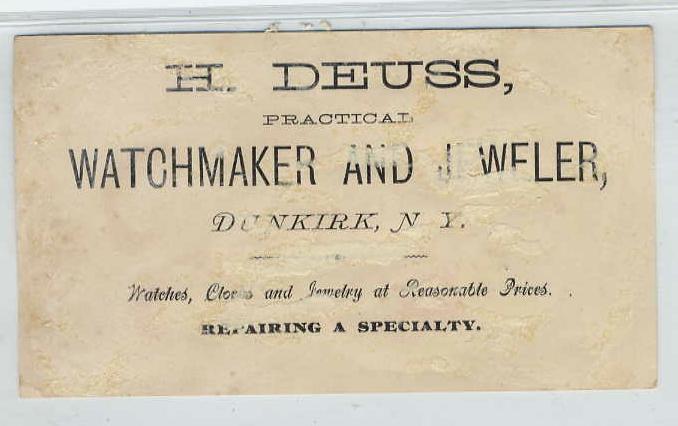 H. DEUSS,
PRACTICAL
WATCHMAKER AND JEWELER,
DUNKIRK, N Y.
Watches, Clocks and Jewelry at Reasonable Prices.
REPAIRING A SPECIALTY.